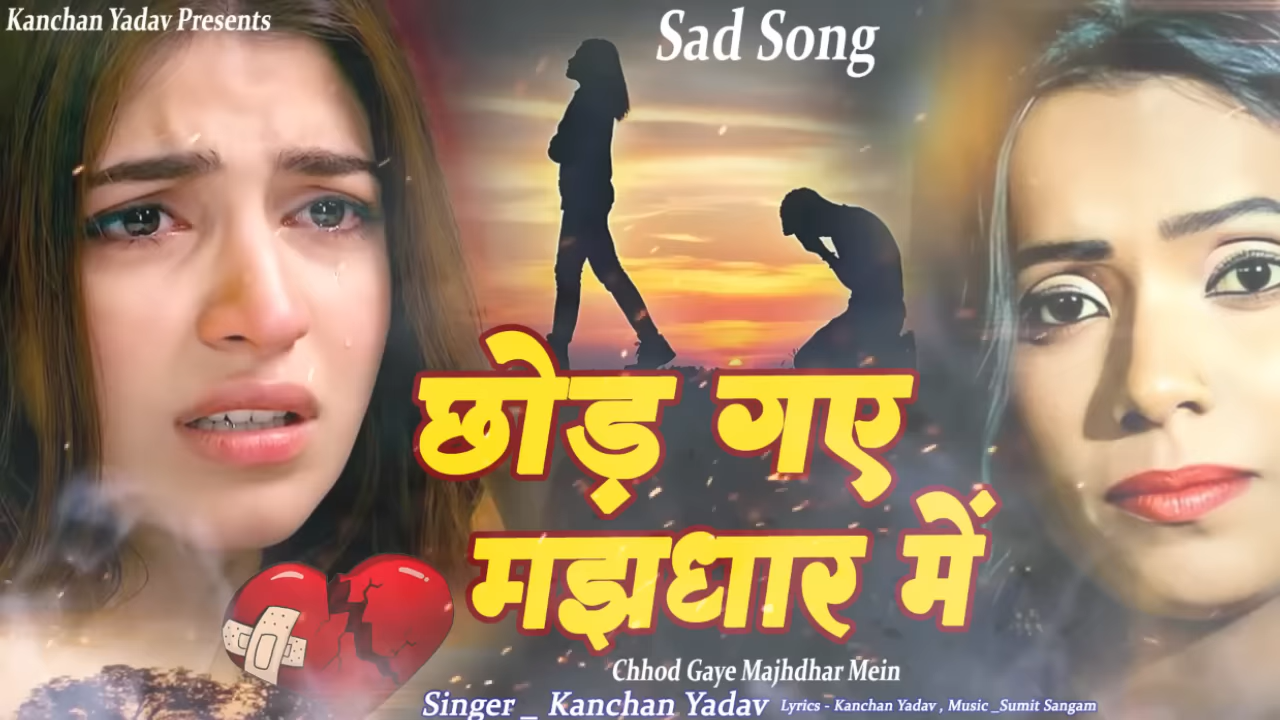 Kanchan Yadav Presents
Sad Song
छोड़ गए
मझधार में
Chhod Gaye Majhdhar Mein
Singer _ Kanchan Yadav Lyrics - Kanchan Yadav , Music _Sumit Sangam